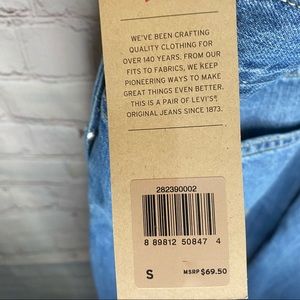 WE'VE BEEN CRAFTING
QUALITY CLOTHING FOR
OVER 140 YEARS. FROM OUR
FITS TO FABRICS, WE KEEP
PIONEERING WAYS TO MAKE
GREAT THINGS EVEN BETTER.
THIS IS A PAIR OF LEVI'S®
ORIGINAL JEANS SINCE 1873.
282390002
8 89812 50847 4
S MSRP $69.50